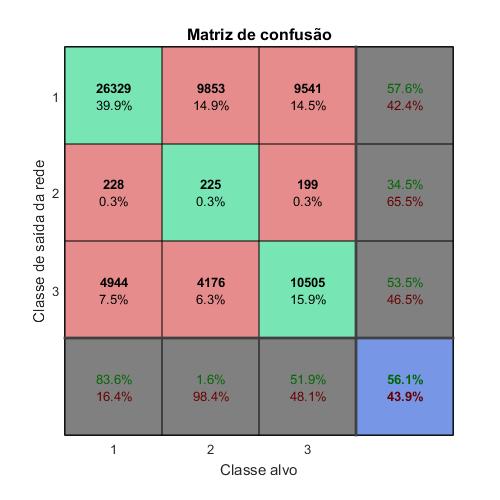 Matriz de confusão
26329 9853 9541 57.6%
1
39.9% 14.9% 14.5% 42.4%
228 225 199 34.5%
2
0.3% 0.3% 0.3% 65.5%
4944 4176 10505 53.5%
3
7.5% 6.3% 15.9% 46.5%
83.6% 1.6% 51.9% 56.1%
16.4% 98.4% 48.1% 43.9%
1 2 3
Classe alvo
Classe de saída da rede